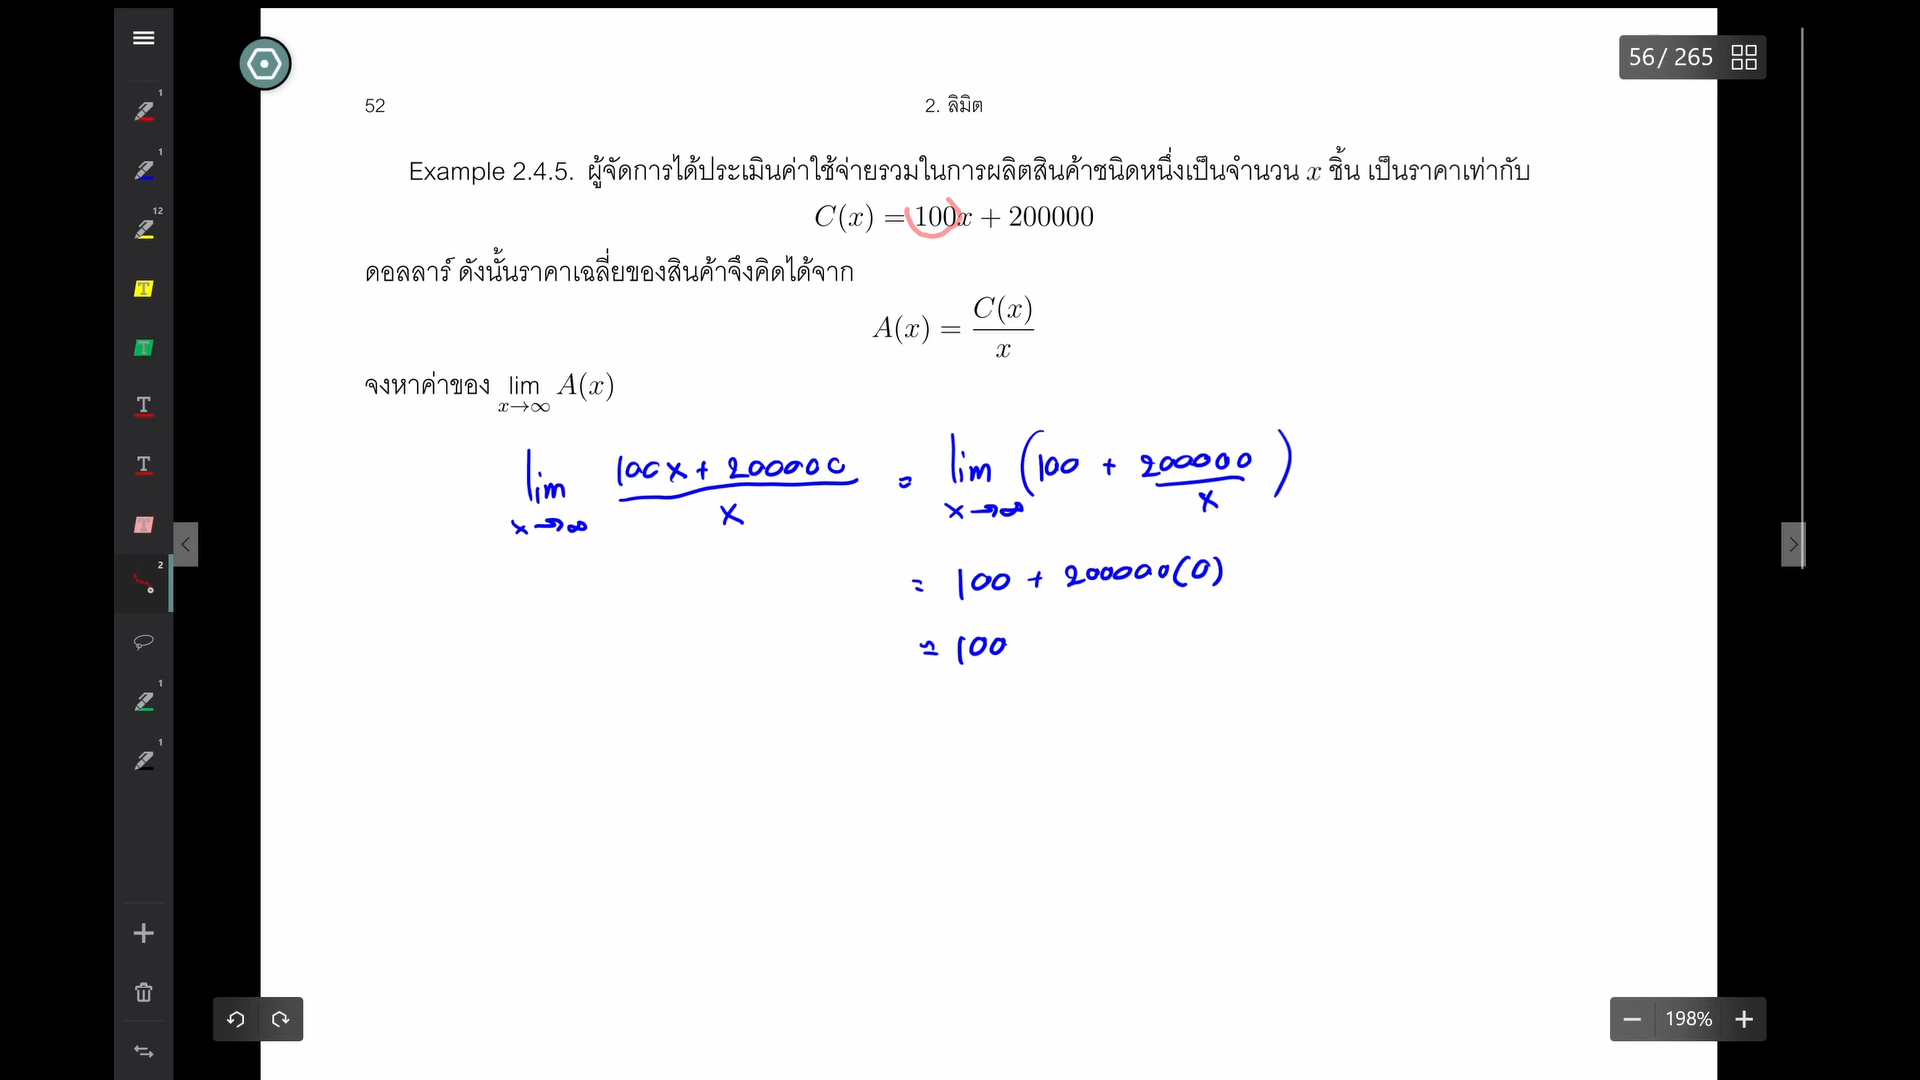 56/ 265
52
2. ลิมิต
Example 2.4.5. ผู้จัดการได้ประเมินค่าใช้จ่ายรวมในการผลิตสินค้าชนิดหนึ่งเป็นจำนวน x ชิ้น เป็นราคาเท่ากับ
C(x) = 100x + 200000
ดอลลาร์ ดังนั้นราคาเฉลี่ยของสินค้าจึงคิดได้จาก
A(x) = C(x)/x
จงหาค่าของ lim x→∞ A(x)
lim x→∞ (100x + 200000)/x = lim x→∞ (100 + 200000/x)
= 100 + 200000(0)
= 100
198%
1
1
12
T
T
T
T
T
2
1
1